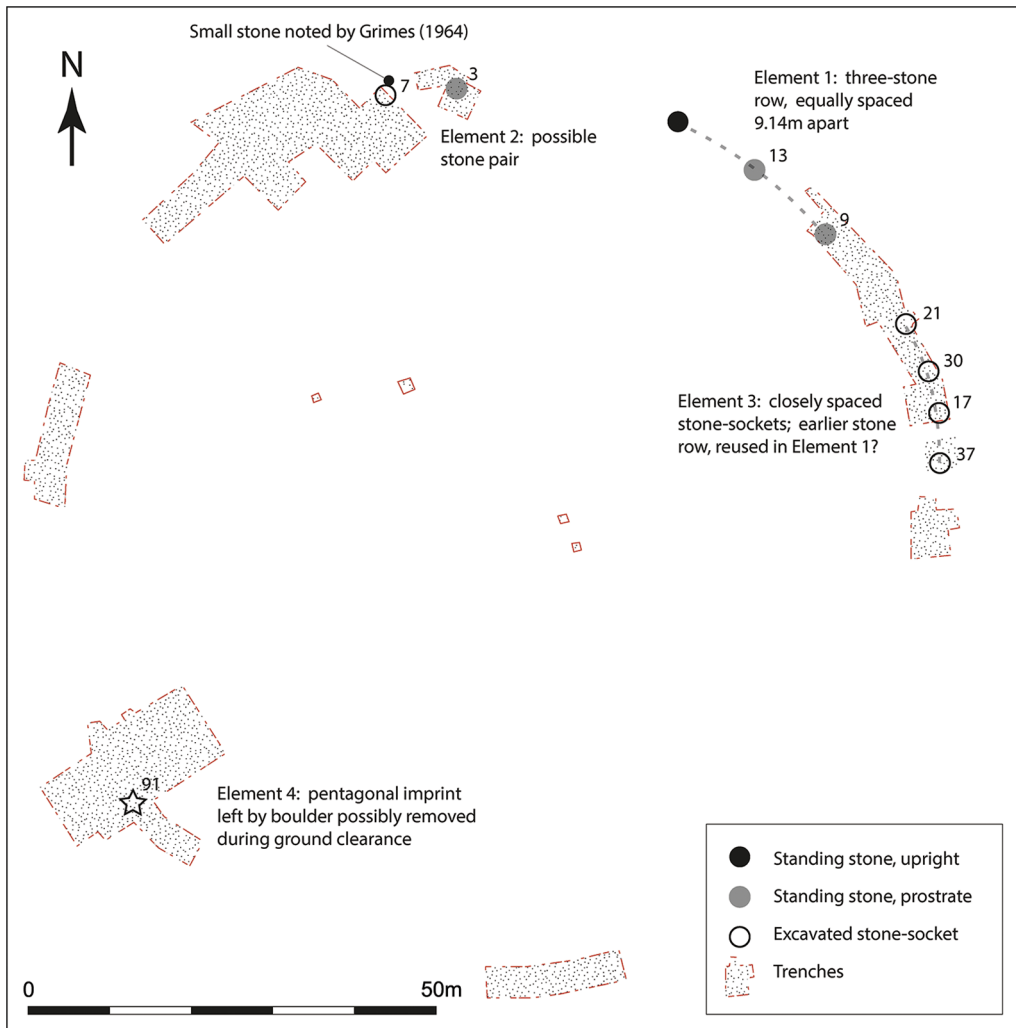 Small stone noted by Grimes (1964)
N
7
3
Element 2: possible
stone pair
Element 1: three-stone
row, equally spaced
9.14m apart
13
9
21
30
17
37
Element 3: closely spaced
stone-sockets; earlier stone
row, reused in Element 1?
91
Element 4: pentagonal imprint
left by boulder possibly removed
during ground clearance
Standing stone, upright
Standing stone, prostrate
Excavated stone-socket
Trenches
0
50m